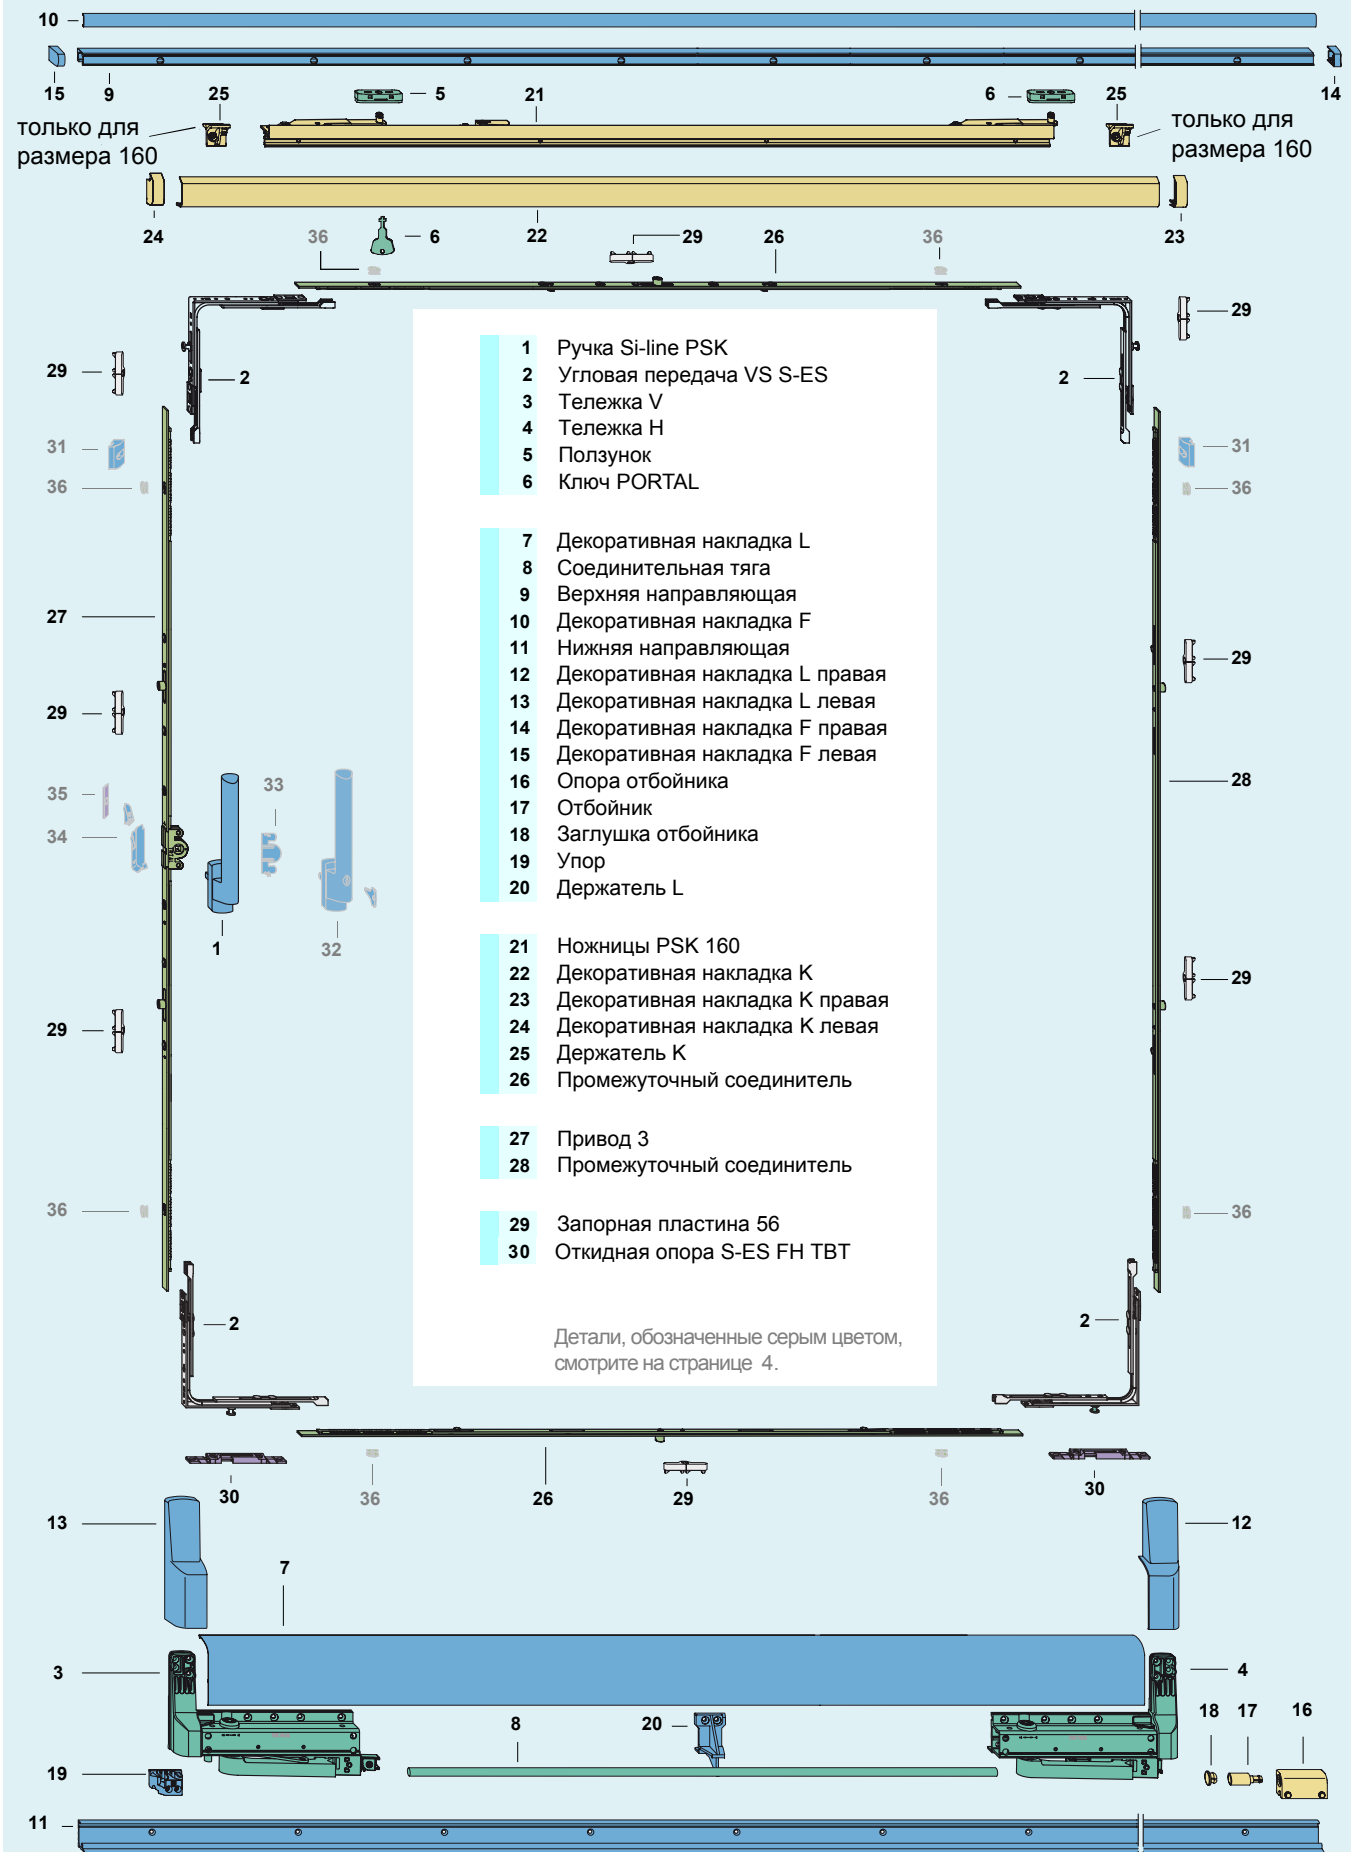 10
15
9
25
5
21
6
25
14
только для
размера 160
только для
размера 160
24
36
6
22
29
26
36
23
29
2
2
29
31
36
31
36
1 Ручка Si-line PSK
2 Угловая передача VS S-ES
3 Тележка V
4 Тележка H
5 Ползунок
6 Ключ PORTAL
7 Декоративная накладка L
8 Соединительная тяга
9 Верхняя направляющая
10 Декоративная накладка F
11 Нижняя направляющая
12 Декоративная накладка L правая
13 Декоративная накладка L левая
14 Декоративная накладка F правая
15 Декоративная накладка F левая
16 Опора отбойника
17 Отбойник
18 Заглушка отбойника
19 Упор
20 Держатель L
21 Ножницы PSK 160
22 Декоративная накладка K
23 Декоративная накладка K правая
24 Декоративная накладка K левая
25 Держатель K
26 Промежуточный соединитель
27 Привод 3
28 Промежуточный соединитель
29 Запорная пластина 56
30 Откидная опора S-ES FH TBT
Детали, обозначенные серым цветом,
смотрите на странице 4.
27
29
29
35
33
28
34
1
32
29
29
36
36
2
2
30
36
26
29
36
30
13
12
7
3
4
8
20
18
17
16
19
11